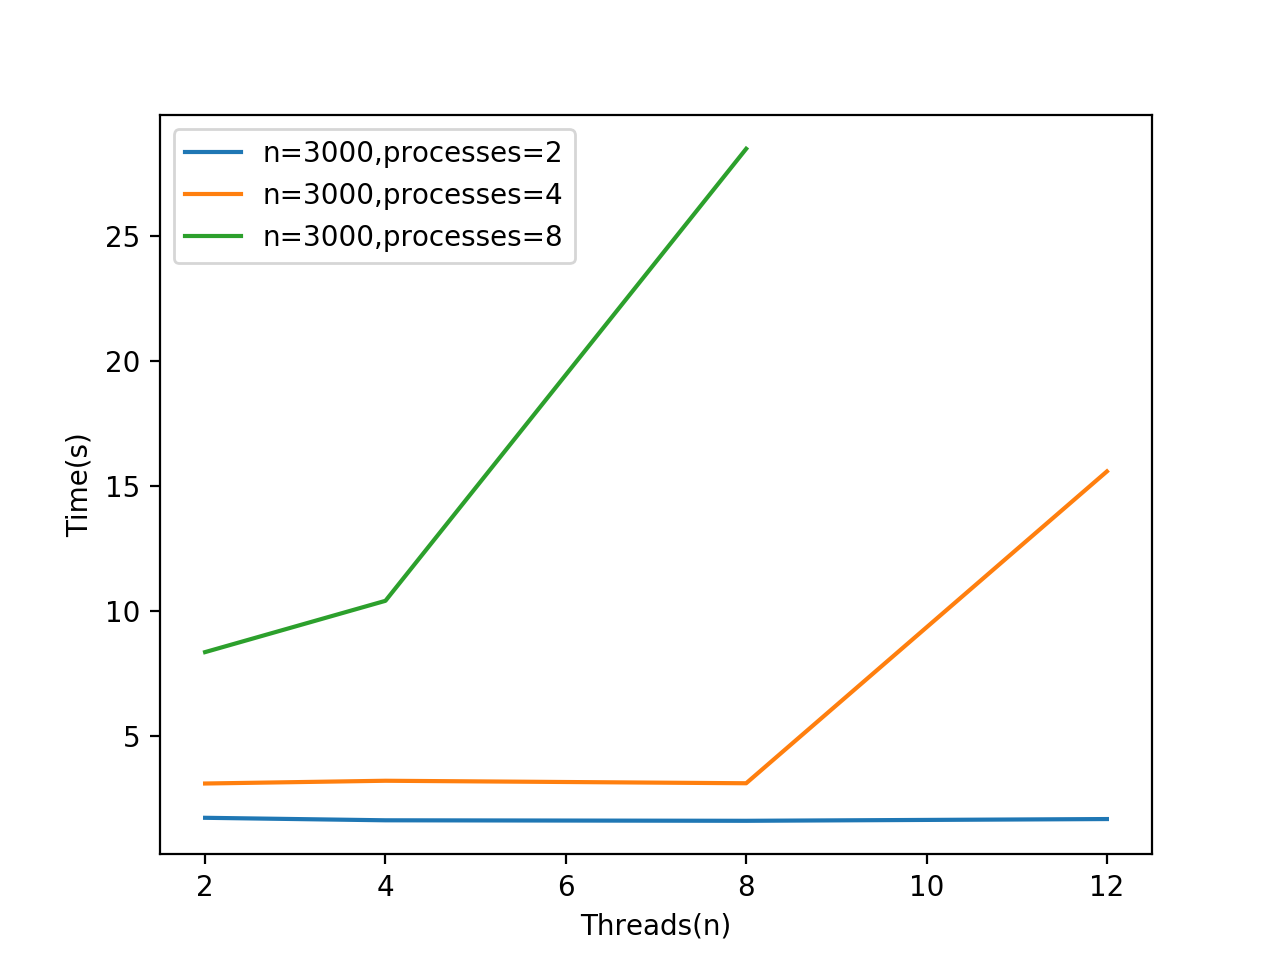 n=3000,processes=2
n=3000,processes=4
n=3000,processes=8
25
20
15
10
5
Time(s)
2 4 6 8 10 12
Threads(n)